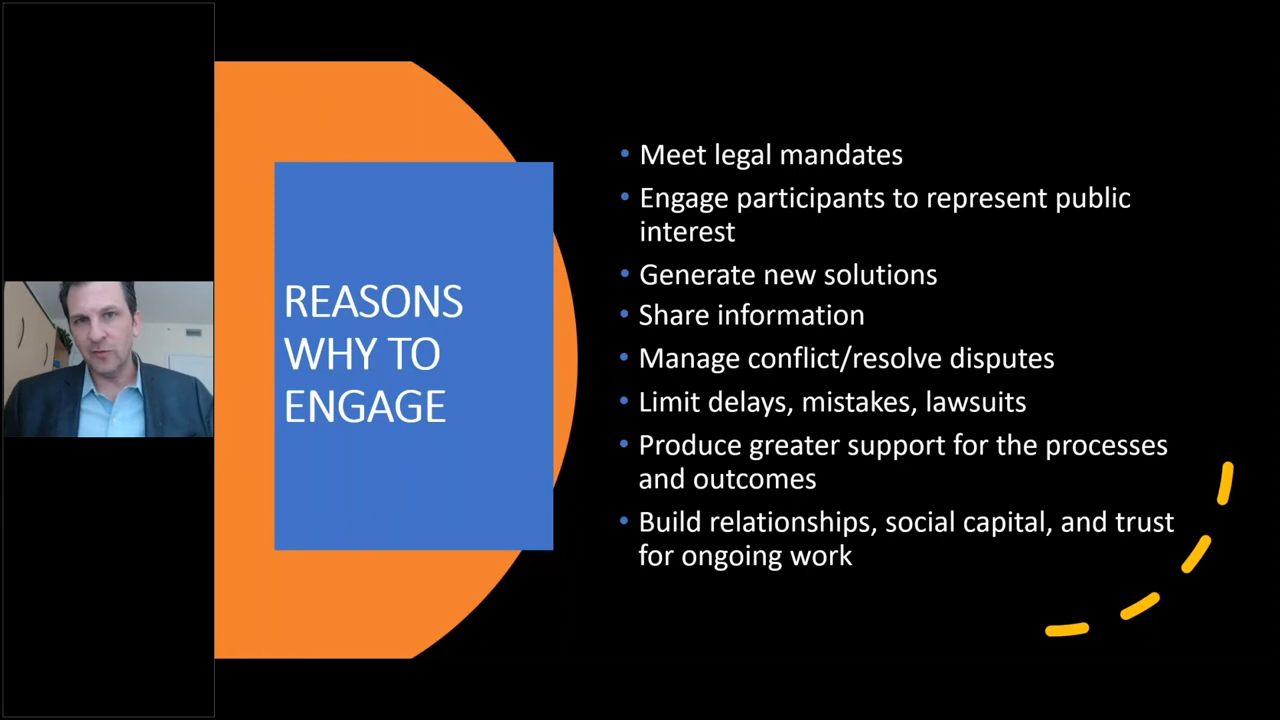 REASONS
WHY TO
ENGAGE
• Meet legal mandates
• Engage participants to represent public
interest
• Generate new solutions
• Share information
• Manage conflict/resolve disputes
• Limit delays, mistakes, lawsuits
• Produce greater support for the processes
and outcomes
• Build relationships, social capital, and trust
for ongoing work